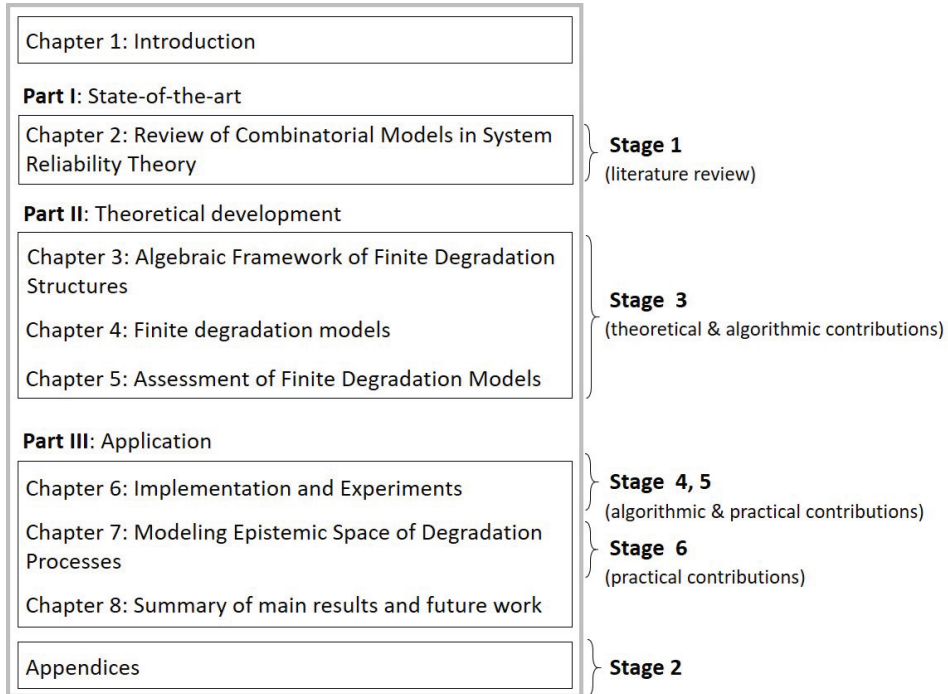 Chapter 1: Introduction
Part I: State-of-the-art
Chapter 2: Review of Combinatorial Models in System
Reliability Theory
Stage 1
(literature review)
Part II: Theoretical development
Chapter 3: Algebraic Framework of Finite Degradation
Structures
Chapter 4: Finite degradation models
Chapter 5: Assessment of Finite Degradation Models
Stage 3
(theoretical & algorithmic contributions)
Part III: Application
Chapter 6: Implementation and Experiments
Stage 4, 5
(algorithmic & practical contributions)
Chapter 7: Modeling Epistemic Space of Degradation
Processes
Stage 6
(practical contributions)
Chapter 8: Summary of main results and future work
Appendices
Stage 2